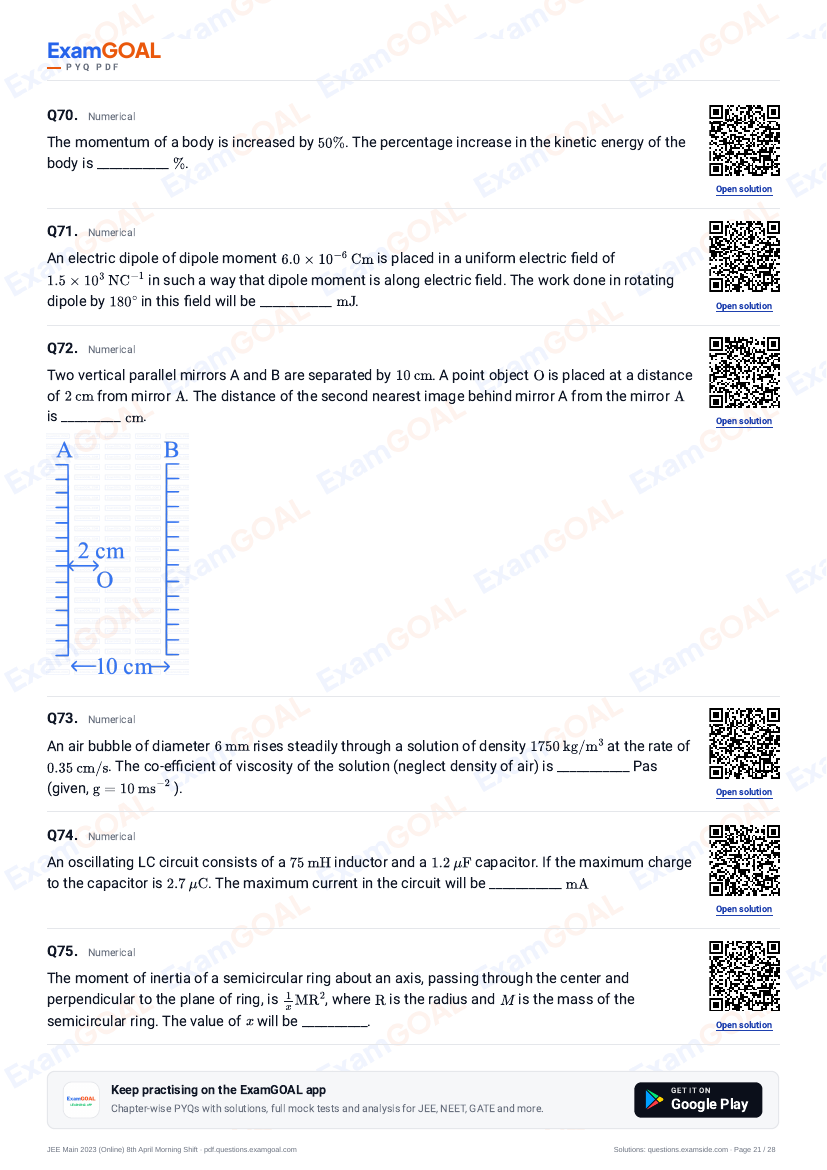 ExamGOAL
PYQ PDF
Q70. Numerical
The momentum of a body is increased by 50%. The percentage increase in the kinetic energy of the
body is __________ %.
Open solution
Q71. Numerical
An electric dipole of dipole moment 6.0 × 10⁻⁶ Cm is placed in a uniform electric field of
1.5 × 10³ NC⁻¹ in such a way that dipole moment is along electric field. The work done in rotating
dipole by 180° in this field will be __________ mJ.
Open solution
Q72. Numerical
Two vertical parallel mirrors A and B are separated by 10 cm. A point object O is placed at a distance
of 2 cm from mirror A. The distance of the second nearest image behind mirror A from the mirror A
is ________ cm.
Open solution
A B
2 cm
O
10 cm
Q73. Numerical
An air bubble of diameter 6 mm rises steadily through a solution of density 1750 kg/m³ at the rate of
0.35 cm/s. The co-efficient of viscosity of the solution (neglect density of air) is __________ Pas
(given, g = 10 ms⁻² ).
Open solution
Q74. Numerical
An oscillating LC circuit consists of a 75 mH inductor and a 1.2 μF capacitor. If the maximum charge
to the capacitor is 2.7 μC. The maximum current in the circuit will be __________ mA
Open solution
Q75. Numerical
The moment of inertia of a semicircular ring about an axis, passing through the center and
perpendicular to the plane of ring, is 1/x MR², where R is the radius and M is the mass of the
semicircular ring. The value of x will be _________.
Open solution
ExamGOAL
Keep practising on the ExamGOAL app
Chapter-wise PYQs with solutions, full mock tests and analysis for JEE, NEET, GATE and more.
GET IT ON
Google Play
JEE Main 2023 (Online) 8th April Morning Shift · pdf.questions.examgoal.com
Solutions: questions.examside.com · Page 21 / 28